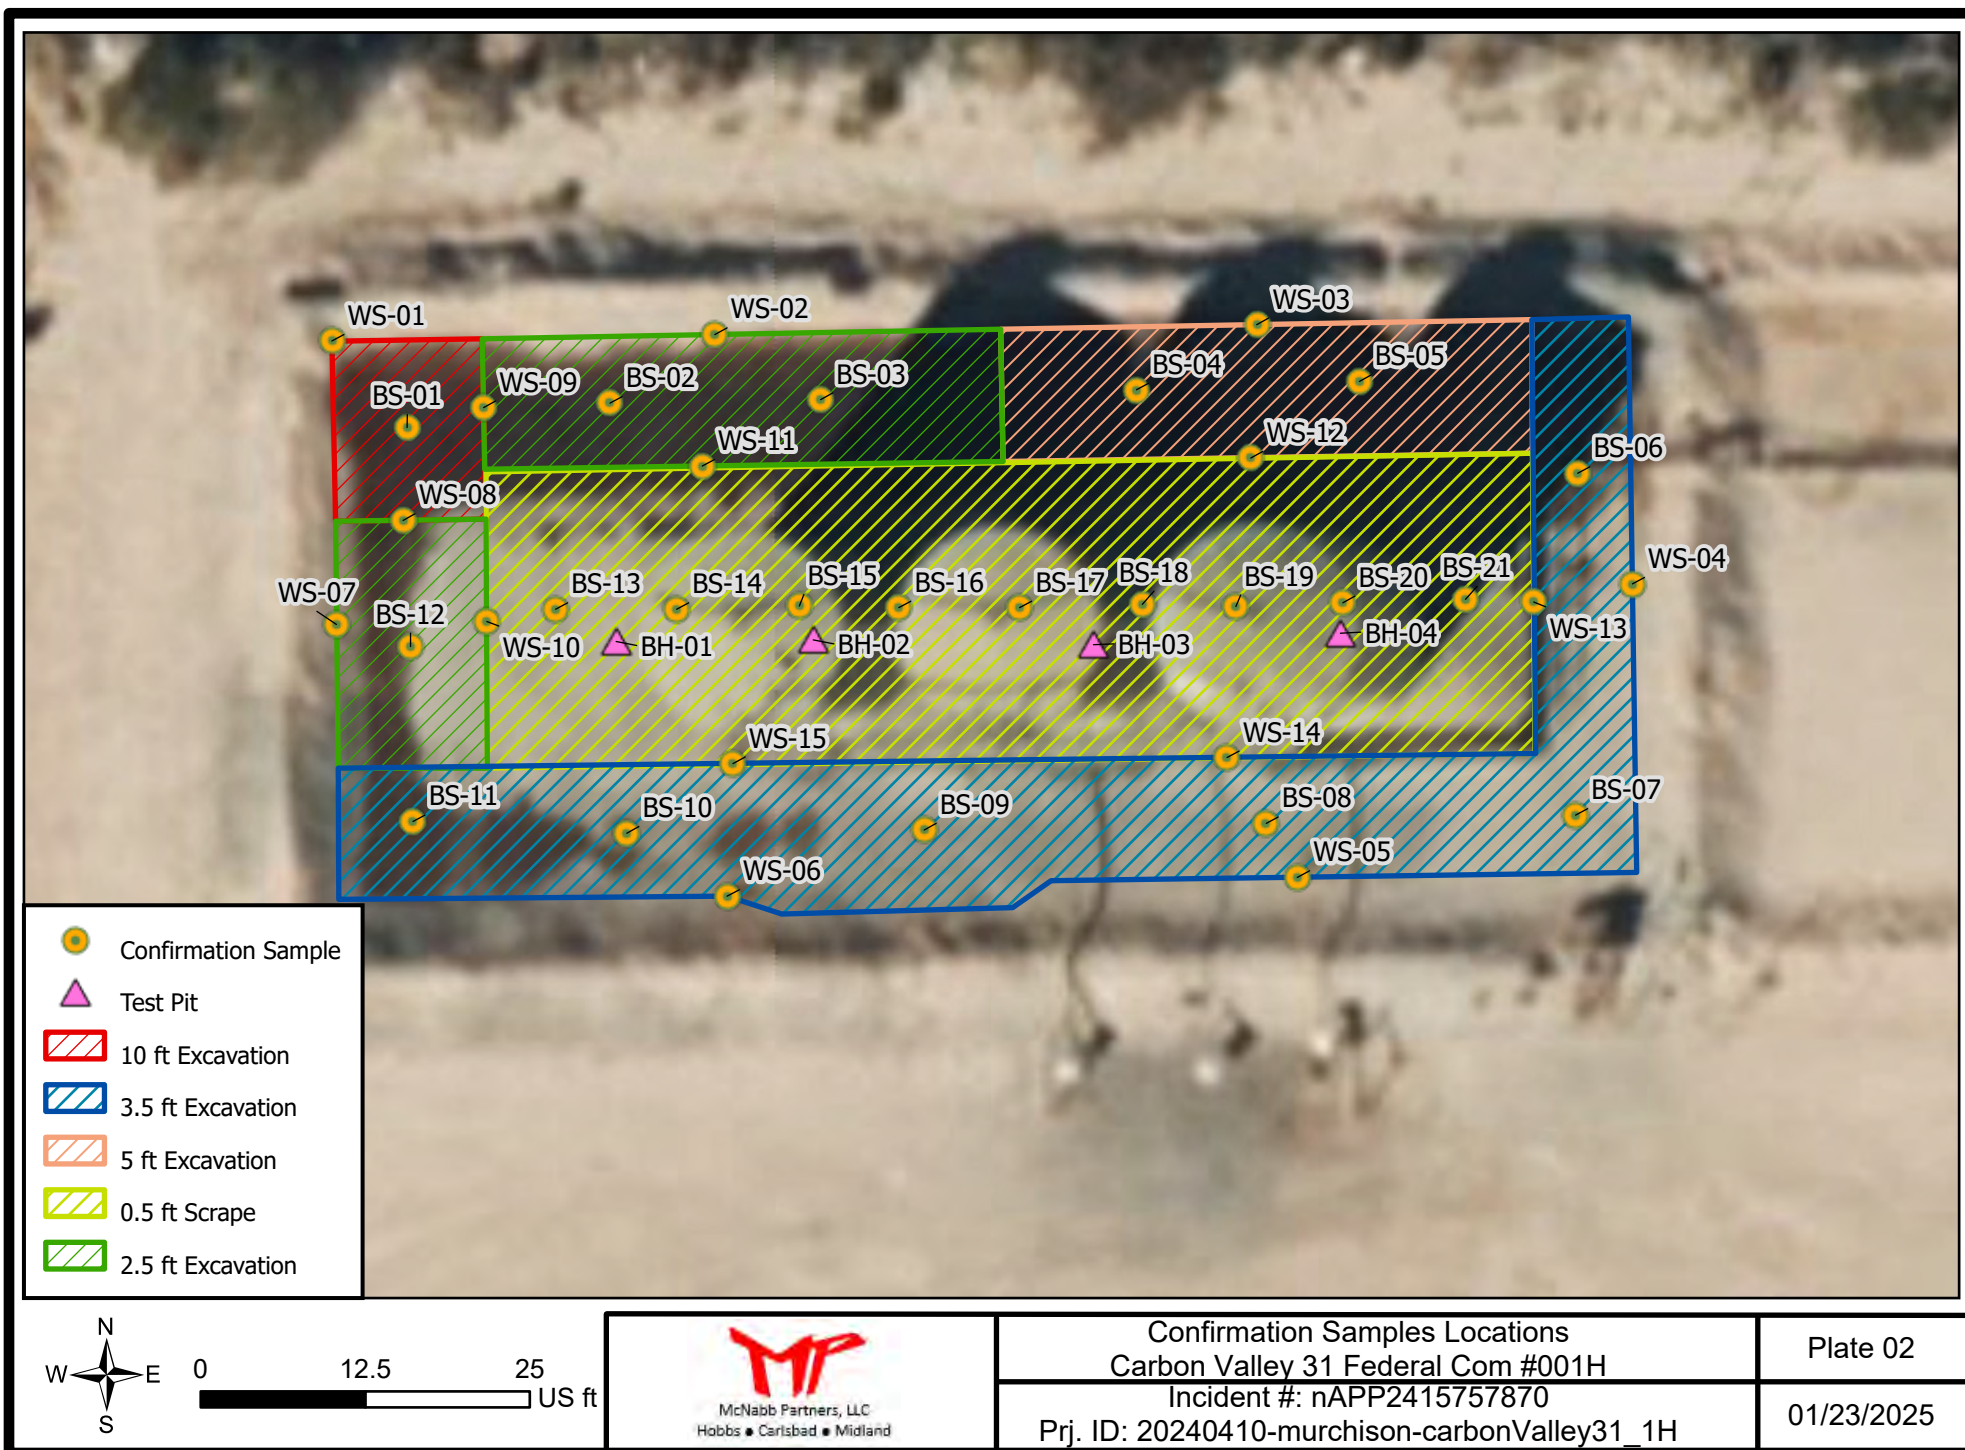 WS-01
WS-02
WS-03
WS-09
BS-01
BS-02
BS-03
BS-04
BS-05
WS-11
WS-12
BS-06
WS-08
WS-07
BS-12
WS-10
BS-13
BS-14
BS-15
BS-16
BS-17
BS-18
BS-19
BS-20
BS-21
WS-04
WS-13
BH-01
BH-02
BH-03
BH-04
WS-15
WS-14
BS-11
BS-10
BS-09
BS-08
BS-07
WS-06
WS-05
Confirmation Sample
Test Pit
10 ft Excavation
3.5 ft Excavation
5 ft Excavation
0.5 ft Scrape
2.5 ft Excavation
N
W E
S
0 12.5 25
US ft
McNabb Partners, LLC
Hobbs • Carlsbad • Midland
Confirmation Samples Locations
Carbon Valley 31 Federal Com #001H
Incident #: nAPP2415757870
Prj. ID: 20240410-murchison-carbonValley31_1H
Plate 02
01/23/2025